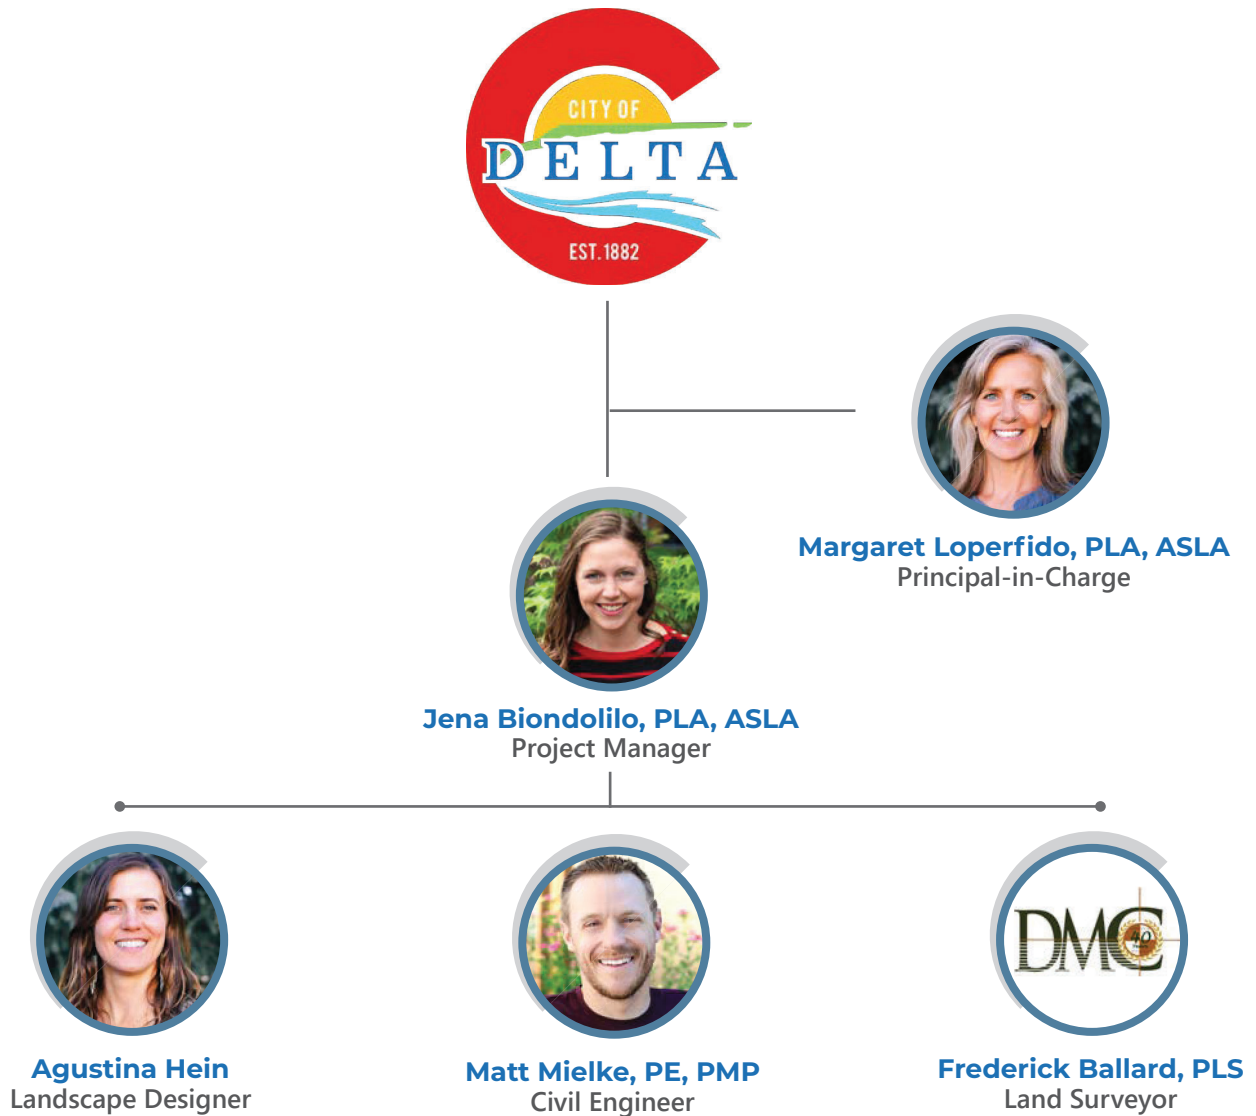 CITY OF
DELTA
EST. 1882
Margaret Loperfido, PLA, ASLA
Principal-in-Charge
Jena Biondolilo, PLA, ASLA
Project Manager
DMC
40
Agustina Hein
Landscape Designer
Matt Mielke, PE, PMP
Civil Engineer
Frederick Ballard, PLS
Land Surveyor